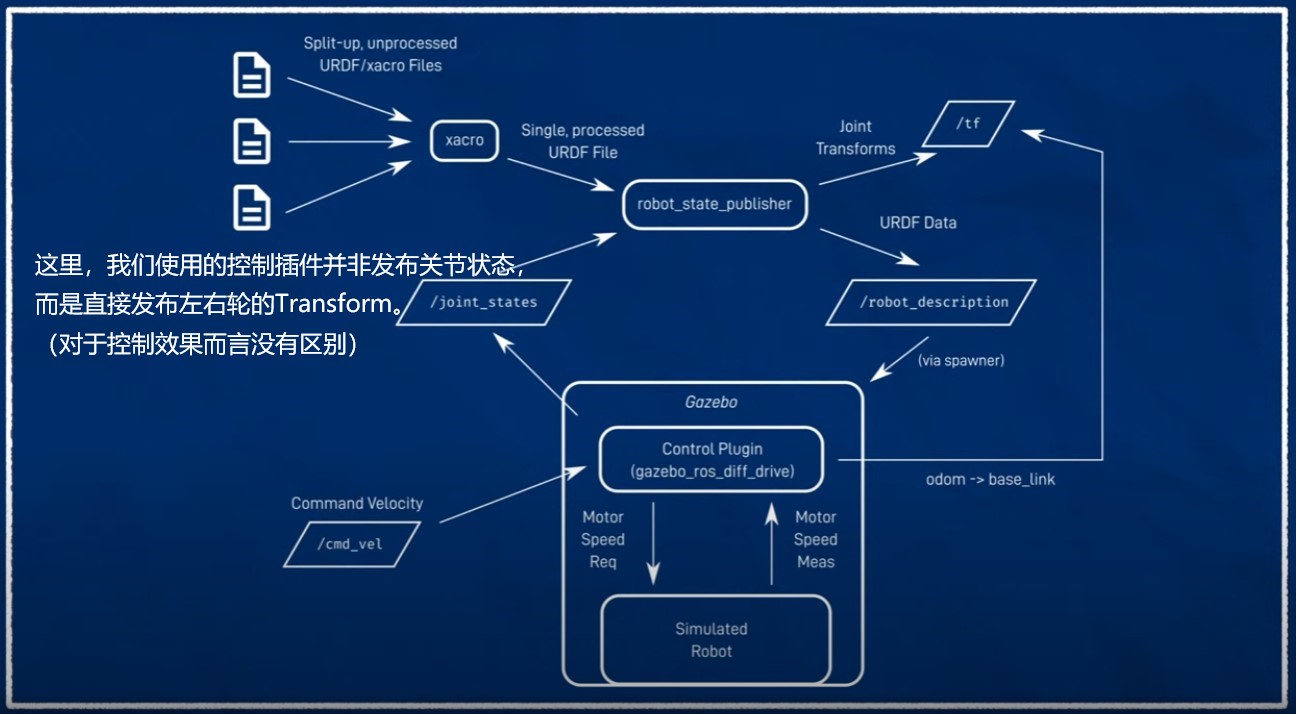 Split-up, unprocessed
URDF/xacro Files
xacro
Single, processed
URDF File
robot_state_publisher
Joint
Transforms
/tf
URDF Data
/robot_description
(via spawner)
这里，我们使用的控制插件并非发布关节状态，
而是直接发布左右轮的Transform。
（对于控制效果而言没有区别）
/joint_states
Gazebo
Control Plugin
(gazebo_ros_diff_drive)
odom -> base_link
Command Velocity
/cmd_vel
Motor
Speed
Req
Motor
Speed
Meas
Simulated
Robot